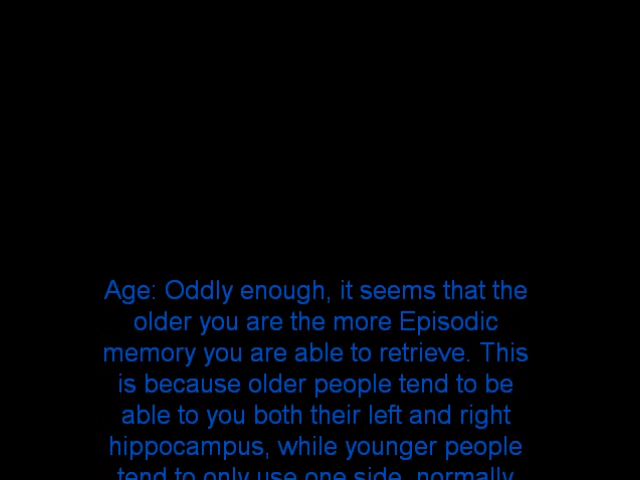 Age: Oddly enough, it seems that the
older you are the more Episodic
memory you are able to retrieve. This
is because older people tend to be
able to you both their left and right
hippocampus, while younger people
tend to only use one side, normally